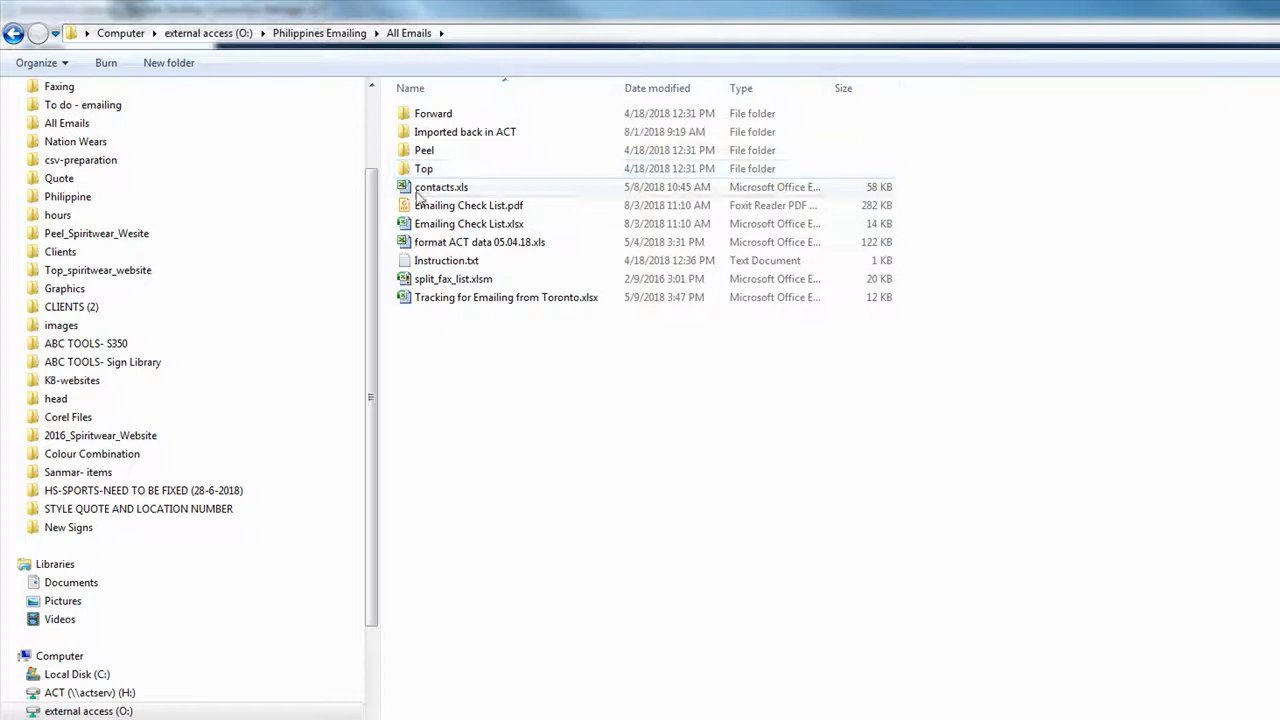 Computer external access (O:) Philippines Emailing All Emails
Organize Burn New folder
Faxing
To do - emailing
All Emails
Nation Wears
csv-preparation
Quote
Philippine
hours
Peel_Spiritwear_Wesite
Clients
Top_spiritwear_website
Graphics
CLIENTS (2)
images
ABC TOOLS- S350
ABC TOOLS- Sign Library
K8-websites
head
Corel Files
2016_Spiritwear_Website
Colour Combination
Sanmar- items
HS-SPORTS-NEED TO BE FIXED (28-6-2018)
STYLE QUOTE AND LOCATION NUMBER
New Signs
Libraries
Documents
Pictures
Videos
Computer
Local Disk (C:)
ACT (\\actserv) (H:)
external access (O:)
Name Date modified Type Size
Forward 4/18/2018 12:31 PM File folder
Imported back in ACT 8/1/2018 9:19 AM File folder
Peel 4/18/2018 12:31 PM File folder
Top 4/18/2018 12:31 PM File folder
contacts.xls 5/8/2018 10:45 AM Microsoft Office E... 58 KB
Emailing Check List.pdf 8/3/2018 11:10 AM Foxit Reader PDF ... 282 KB
Emailing Check List.xlsx 8/3/2018 11:10 AM Microsoft Office E... 14 KB
format ACT data 05.04.18.xls 5/4/2018 3:31 PM Microsoft Office E... 122 KB
Instruction.txt 4/18/2018 12:36 PM Text Document 1 KB
split_fax_list.xlsm 2/9/2016 3:01 PM Microsoft Office E... 20 KB
Tracking for Emailing from Toronto.xlsx 5/9/2018 3:47 PM Microsoft Office E... 12 KB